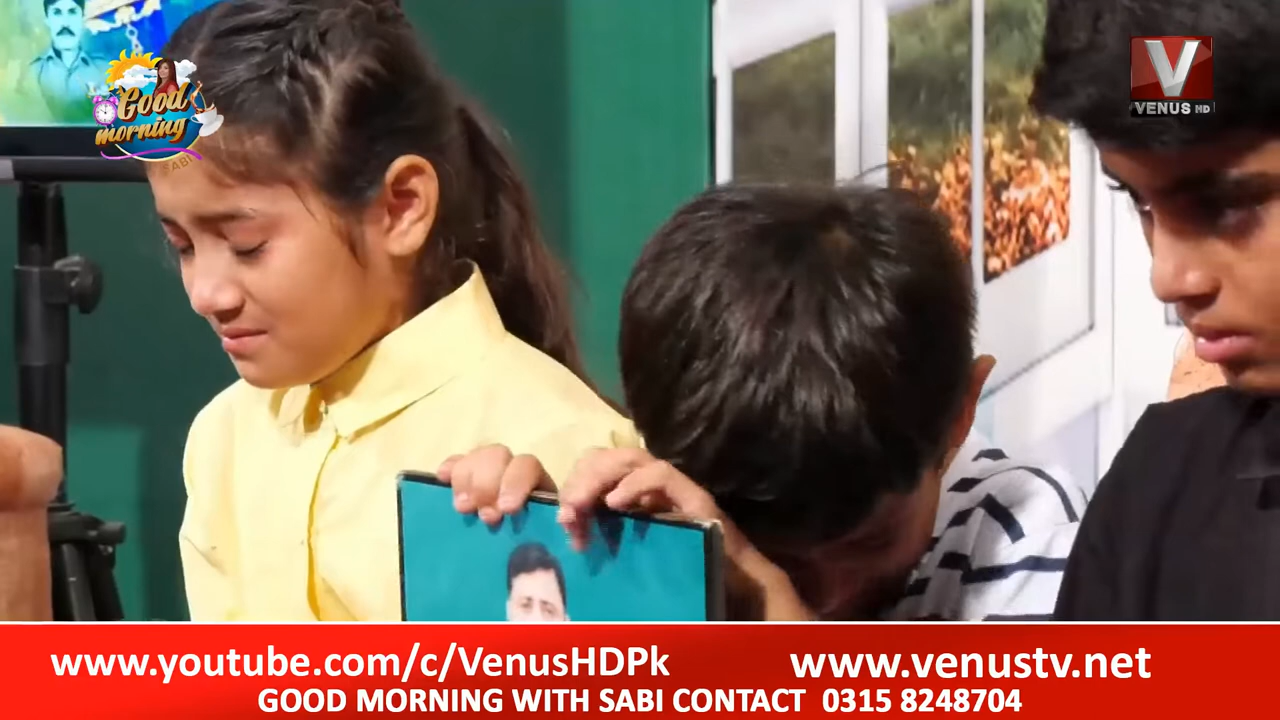 Good
morning
SABI
V
VENUS HD
www.youtube.com/c/VenusHDPk
www.venustv.net
GOOD MORNING WITH SABI CONTACT 0315 8248704